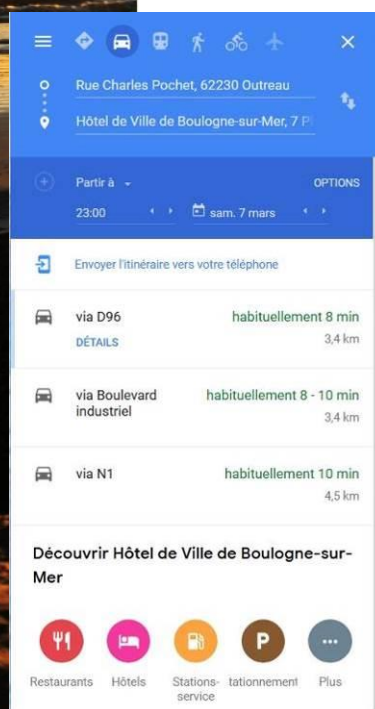 Rue Charles Pochet, 62230 Outreau
Hôtel de Ville de Boulogne-sur-Mer, 7 P
Partir à
OPTIONS
23:00
sam. 7 mars
Envoyer l'itinéraire vers votre téléphone
via D96
habituellement 8 min
DÉTAILS
3,4 km
via Boulevard
industriel
habituellement 8 - 10 min
3,4 km
via N1
habituellement 10 min
4,5 km
Découvrir Hôtel de Ville de Boulogne-sur-
Mer
P
Restaurants
Hôtels
Stations-
service
tationnement
Plus